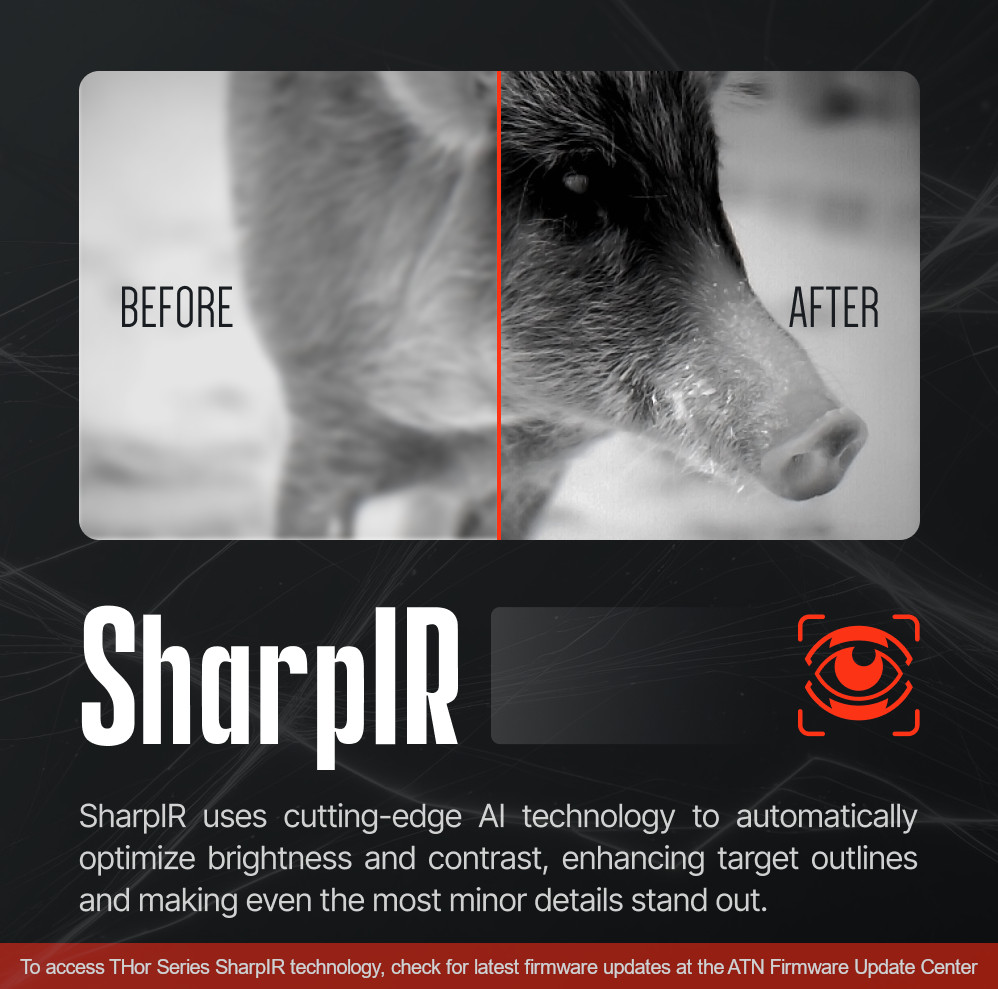 BEFORE
AFTER
SharpIR
SharpIR uses cutting-edge AI technology to automatically
optimize brightness and contrast, enhancing target outlines
and making even the most minor details stand out.
To access THor Series SharpIR technology, check for latest firmware updates at the ATN Firmware Update Center